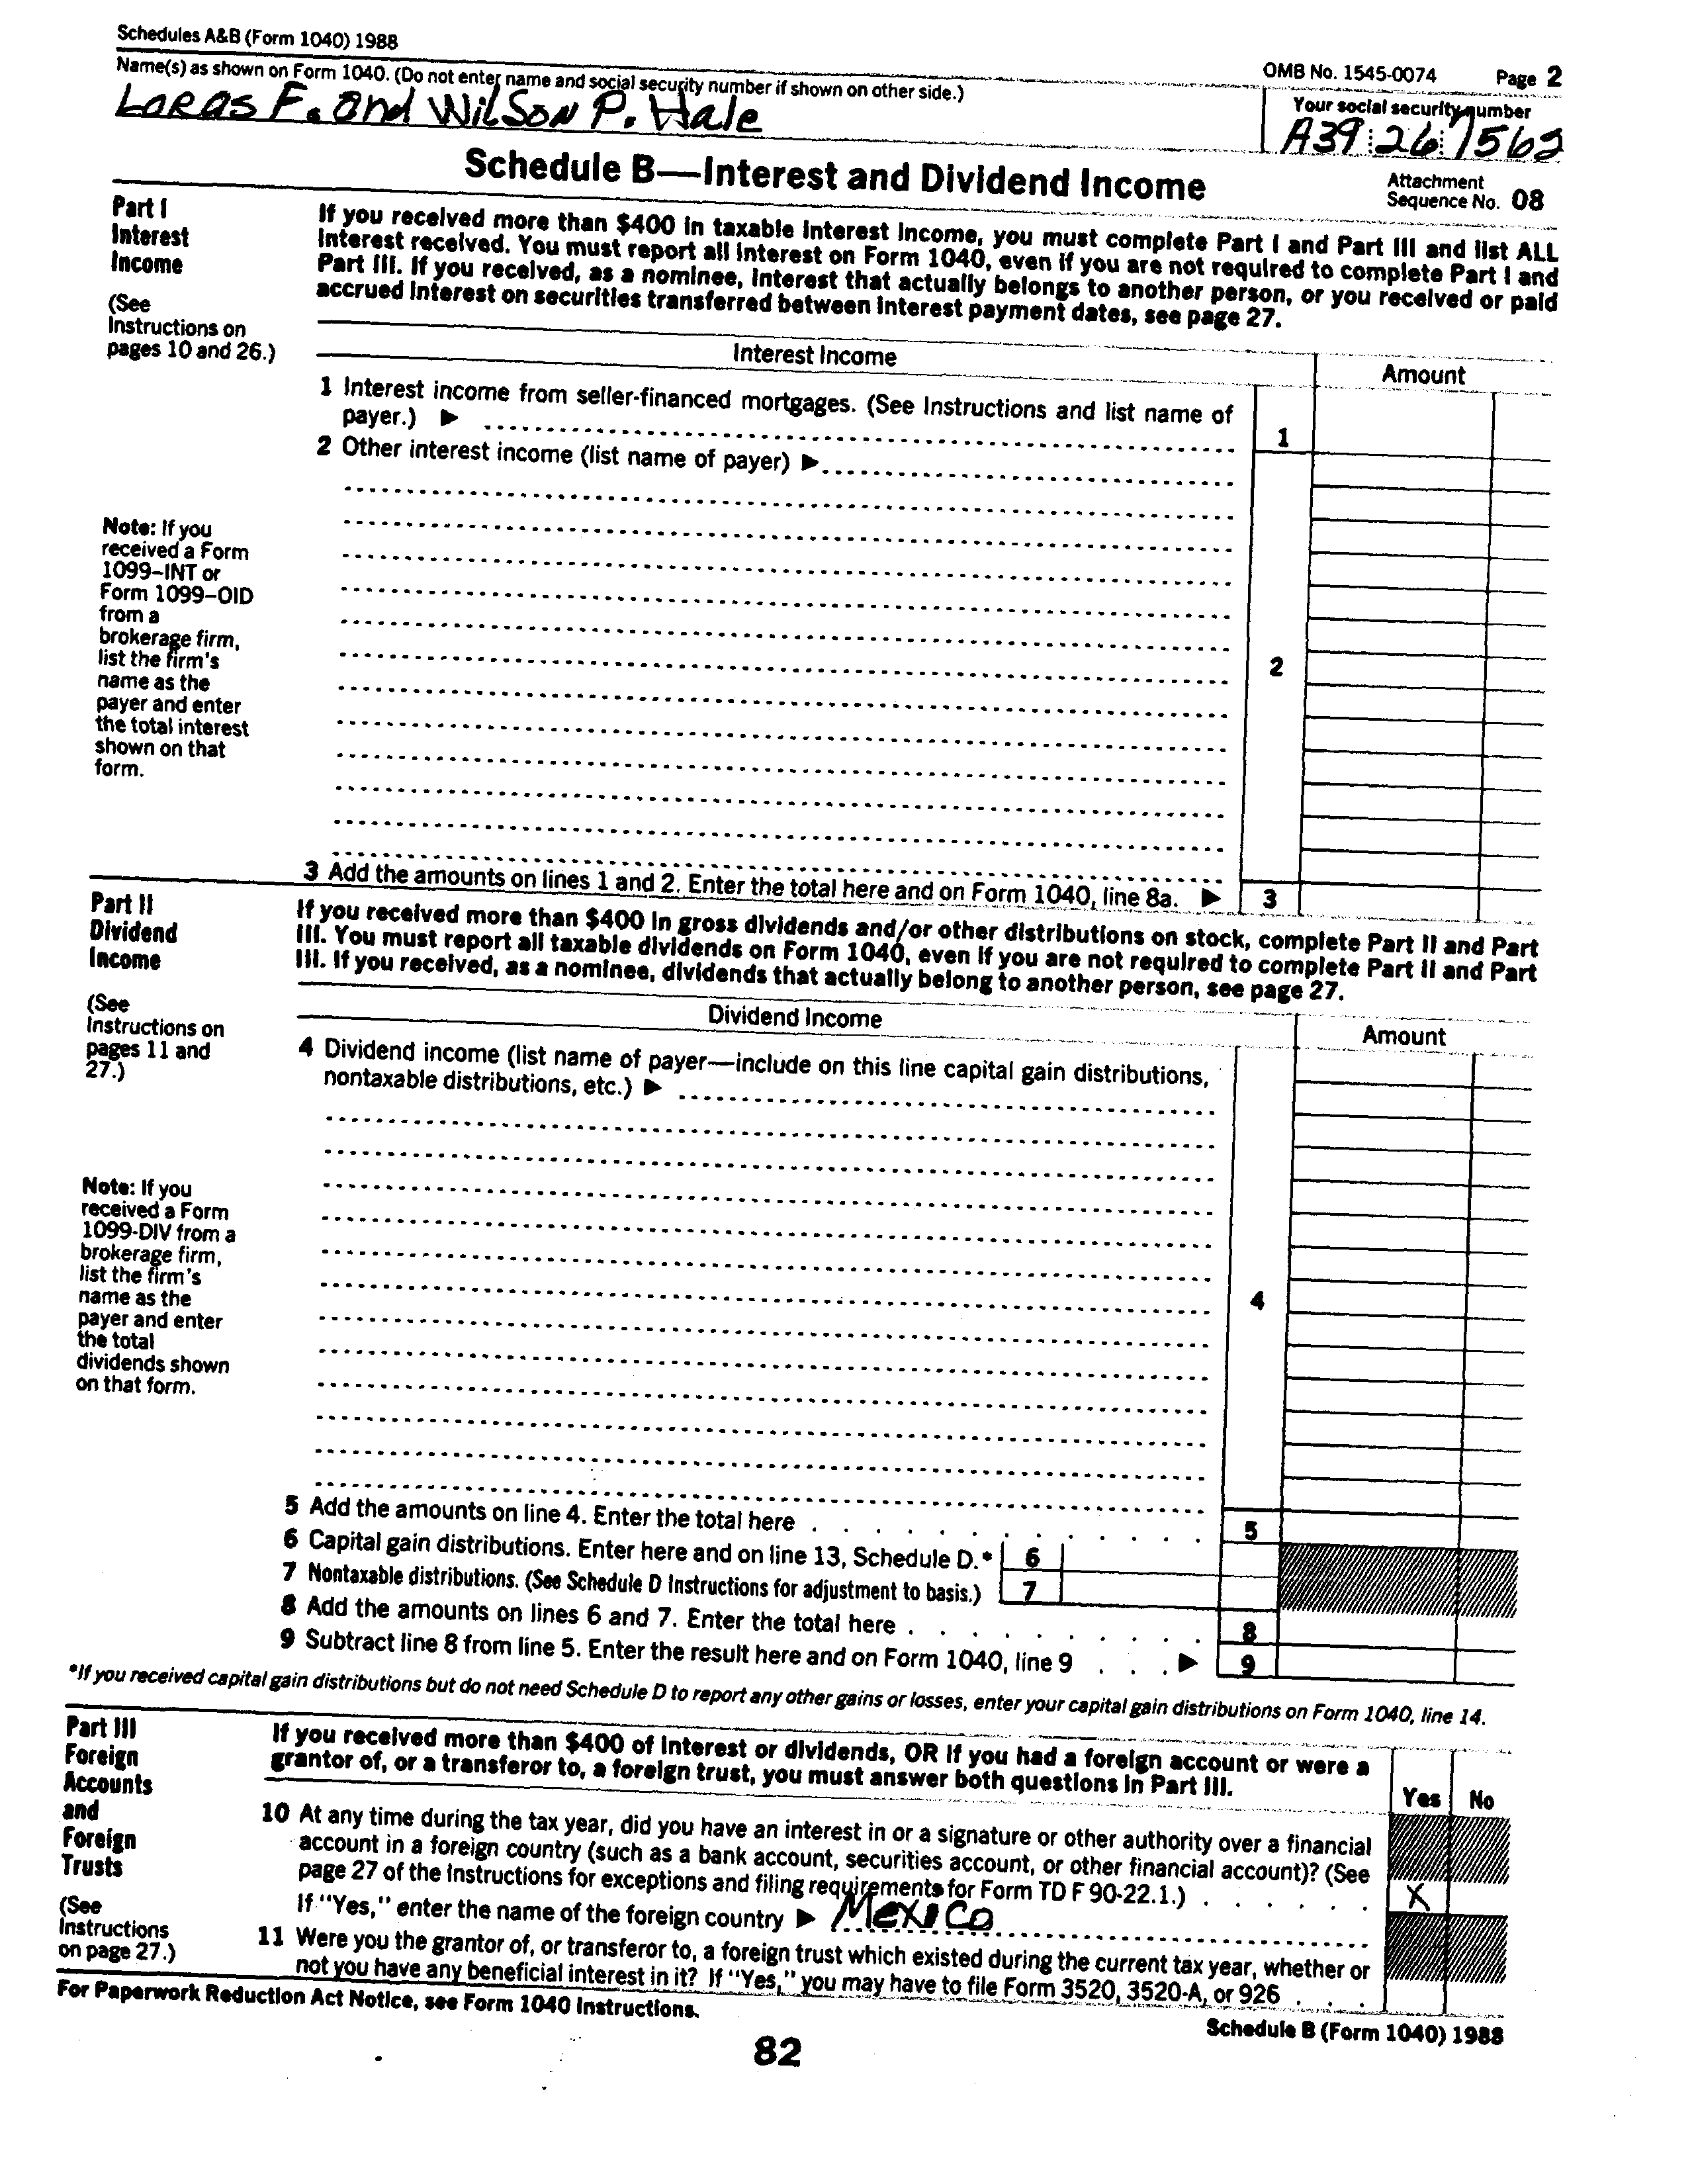 Schedules A&B (Form 1040) 1988
OMB No. 1545-0074 Page 2
Name(s) as shown on Form 1040. (Do not enter name and social security number if shown on other side.)
Your social security number
Loras F. and Wilson P. Hale
A39 26 7562
Schedule B—Interest and Dividend Income
Attachment
Sequence No. 08
Part I
Interest
Income
(See
Instructions on
pages 10 and 26.)
If you received more than $400 in taxable interest income, you must complete Part I and Part III and list ALL
interest received. You must report all interest on Form 1040, even if you are not required to complete Part I and
Part III. If you received, as a nominee, interest that actually belongs to another person, or you received or paid
accrued interest on securities transferred between interest payment dates, see page 27.
Interest Income
Amount
1 Interest income from seller-financed mortgages. (See Instructions and list name of
payer.) ▶
1
2 Other interest income (list name of payer) ▶
Note: If you
received a Form
1099–INT or
Form 1099–OID
from a
brokerage firm,
list the firm's
name as the
payer and enter
the total interest
shown on that
form.
2
3 Add the amounts on lines 1 and 2. Enter the total here and on Form 1040, line 8a. ▶ 3
Part II
Dividend
Income
(See
Instructions on
pages 11 and
27.)
If you received more than $400 in gross dividends and/or other distributions on stock, complete Part II and Part
III. You must report all taxable dividends on Form 1040, even if you are not required to complete Part II and Part
III. If you received, as a nominee, dividends that actually belong to another person, see page 27.
Dividend Income
Amount
4 Dividend income (list name of payer—include on this line capital gain distributions,
nontaxable distributions, etc.) ▶
Note: If you
received a Form
1099-DIV from a
brokerage firm,
list the firm's
name as the
payer and enter
the total
dividends shown
on that form.
4
5 Add the amounts on line 4. Enter the total here . . . . . . . . . . . . . 5
6 Capital gain distributions. Enter here and on line 13, Schedule D.* 6
7 Nontaxable distributions. (See Schedule D Instructions for adjustment to basis.) 7
8 Add the amounts on lines 6 and 7. Enter the total here . . . . . . . . . . 8
9 Subtract line 8 from line 5. Enter the result here and on Form 1040, line 9 . . . ▶ 9
*If you received capital gain distributions but do not need Schedule D to report any other gains or losses, enter your capital gain distributions on Form 1040, line 14.
Part III
Foreign
Accounts
and
Foreign
Trusts
(See
Instructions
on page 27.)
If you received more than $400 of interest or dividends, OR if you had a foreign account or were a
grantor of, or a transferor to, a foreign trust, you must answer both questions in Part III.
Yes No
10 At any time during the tax year, did you have an interest in or a signature or other authority over a financial
account in a foreign country (such as a bank account, securities account, or other financial account)? (See
page 27 of the Instructions for exceptions and filing requirements for Form TD F 90-22.1.) . . . . . . X
If "Yes," enter the name of the foreign country ▶ Mexico
11 Were you the grantor of, or transferor to, a foreign trust which existed during the current tax year, whether or
not you have any beneficial interest in it? If "Yes," you may have to file Form 3520, 3520-A, or 926 . . .
For Paperwork Reduction Act Notice, see Form 1040 Instructions.
Schedule B (Form 1040) 1988
82